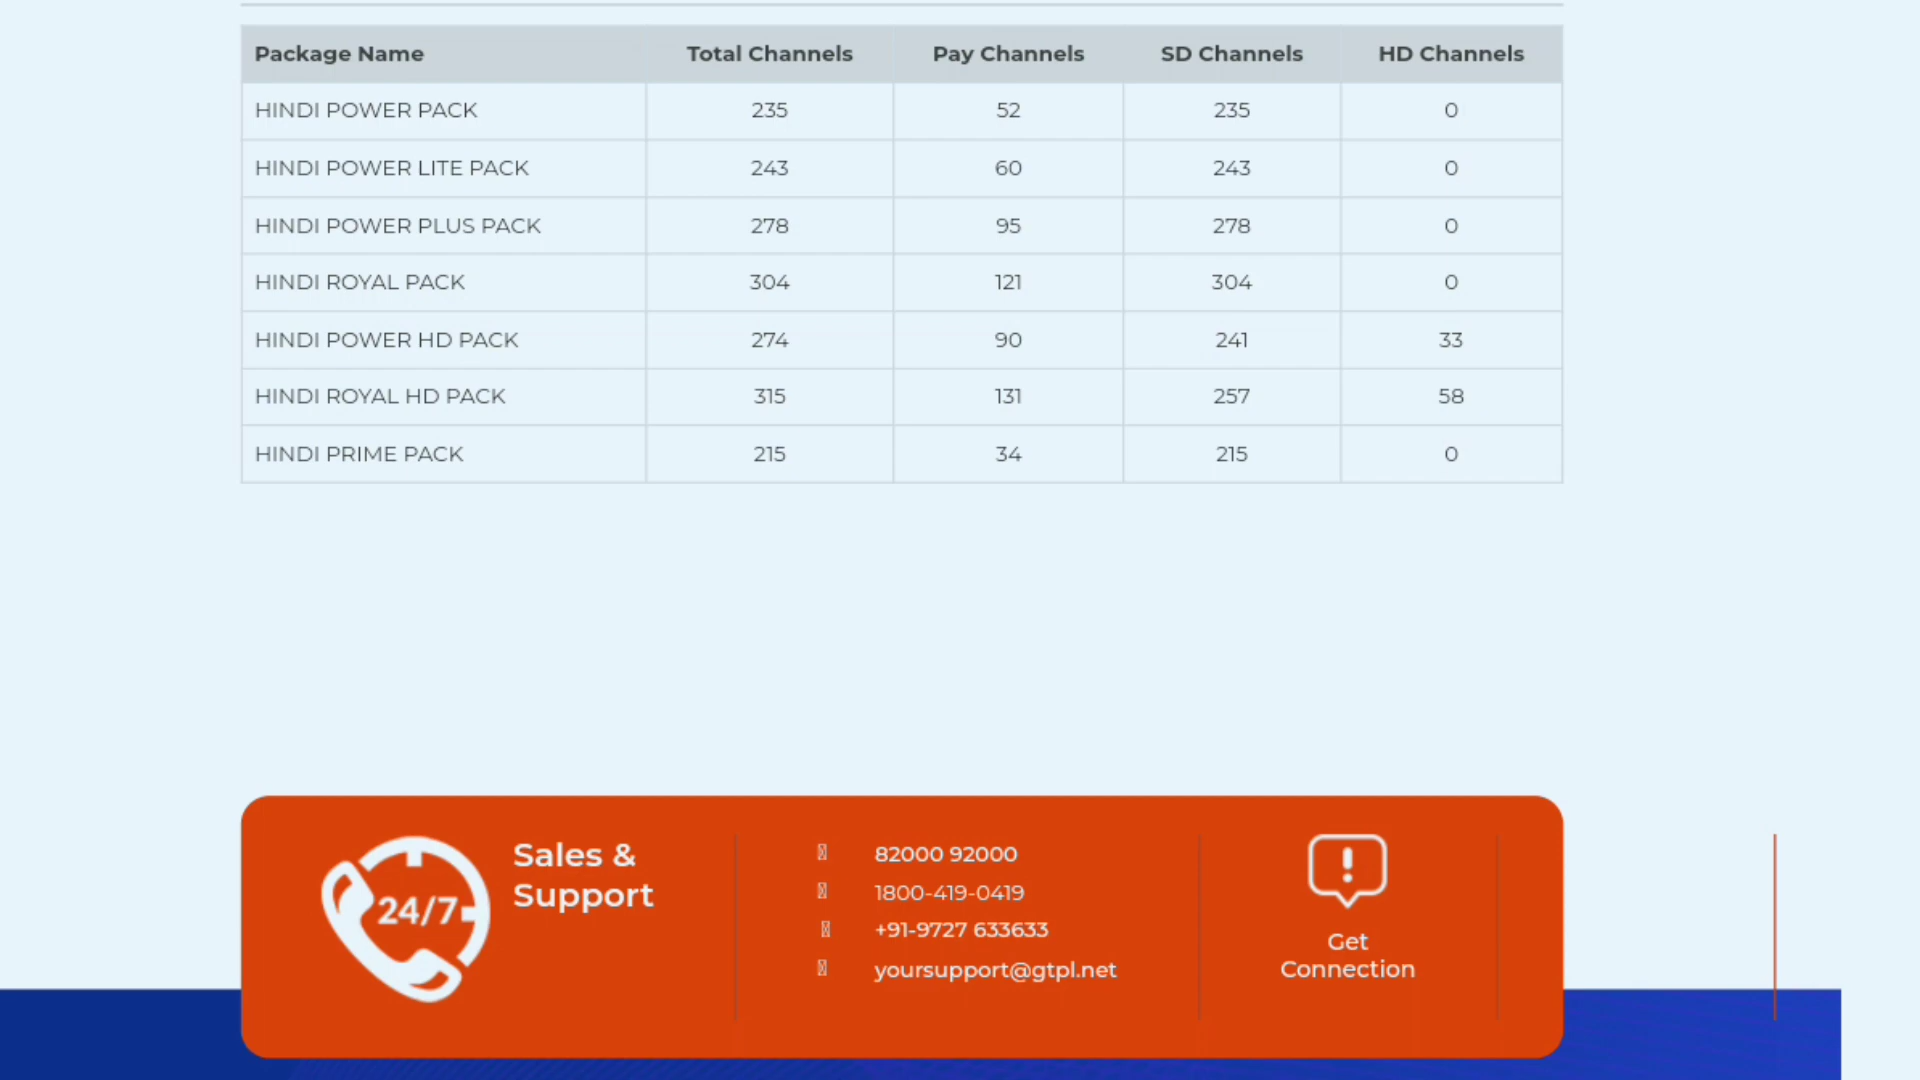 Package Name Total Channels Pay Channels SD Channels HD Channels
HINDI POWER PACK 235 52 235 0
HINDI POWER LITE PACK 243 60 243 0
HINDI POWER PLUS PACK 278 95 278 0
HINDI ROYAL PACK 304 121 304 0
HINDI POWER HD PACK 274 90 241 33
HINDI ROYAL HD PACK 315 131 257 58
HINDI PRIME PACK 215 34 215 0
24/7
Sales &
Support
82000 92000
1800-419-0419
+91-9727 633633
yoursupport@gtpl.net
Get
Connection